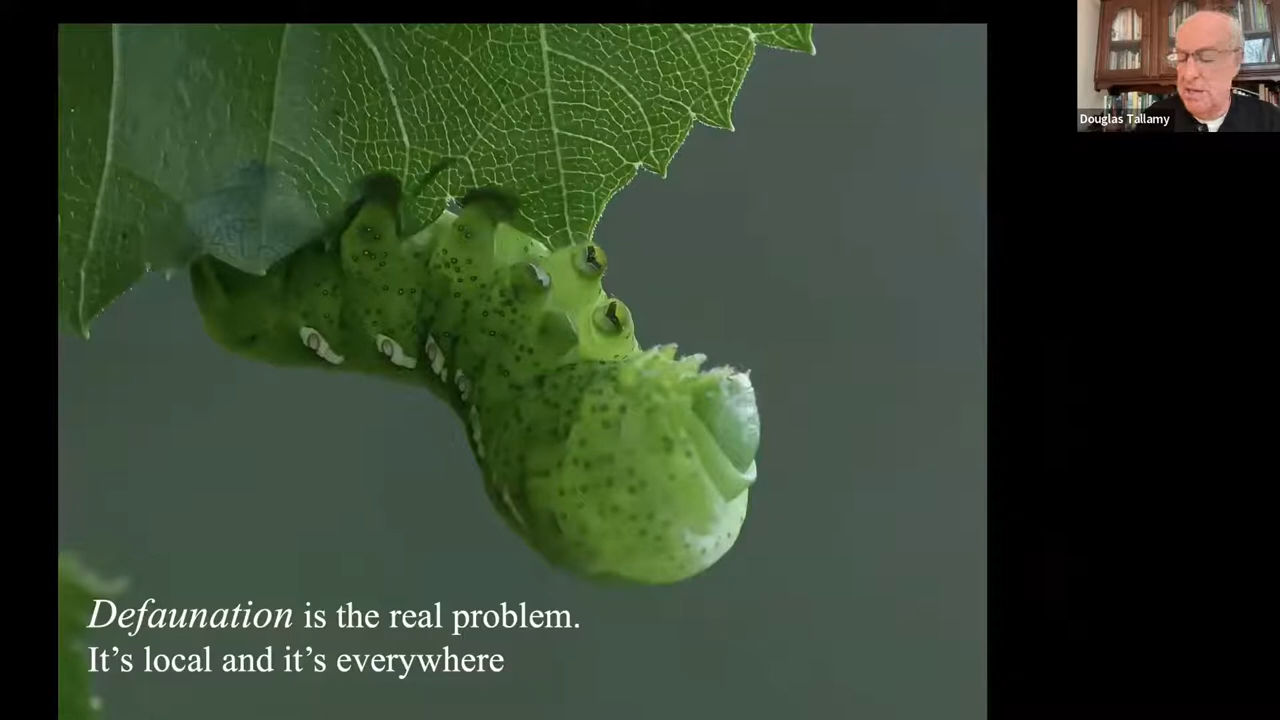 Douglas Tallamy
Defaunation is the real problem.
It’s local and it’s everywhere